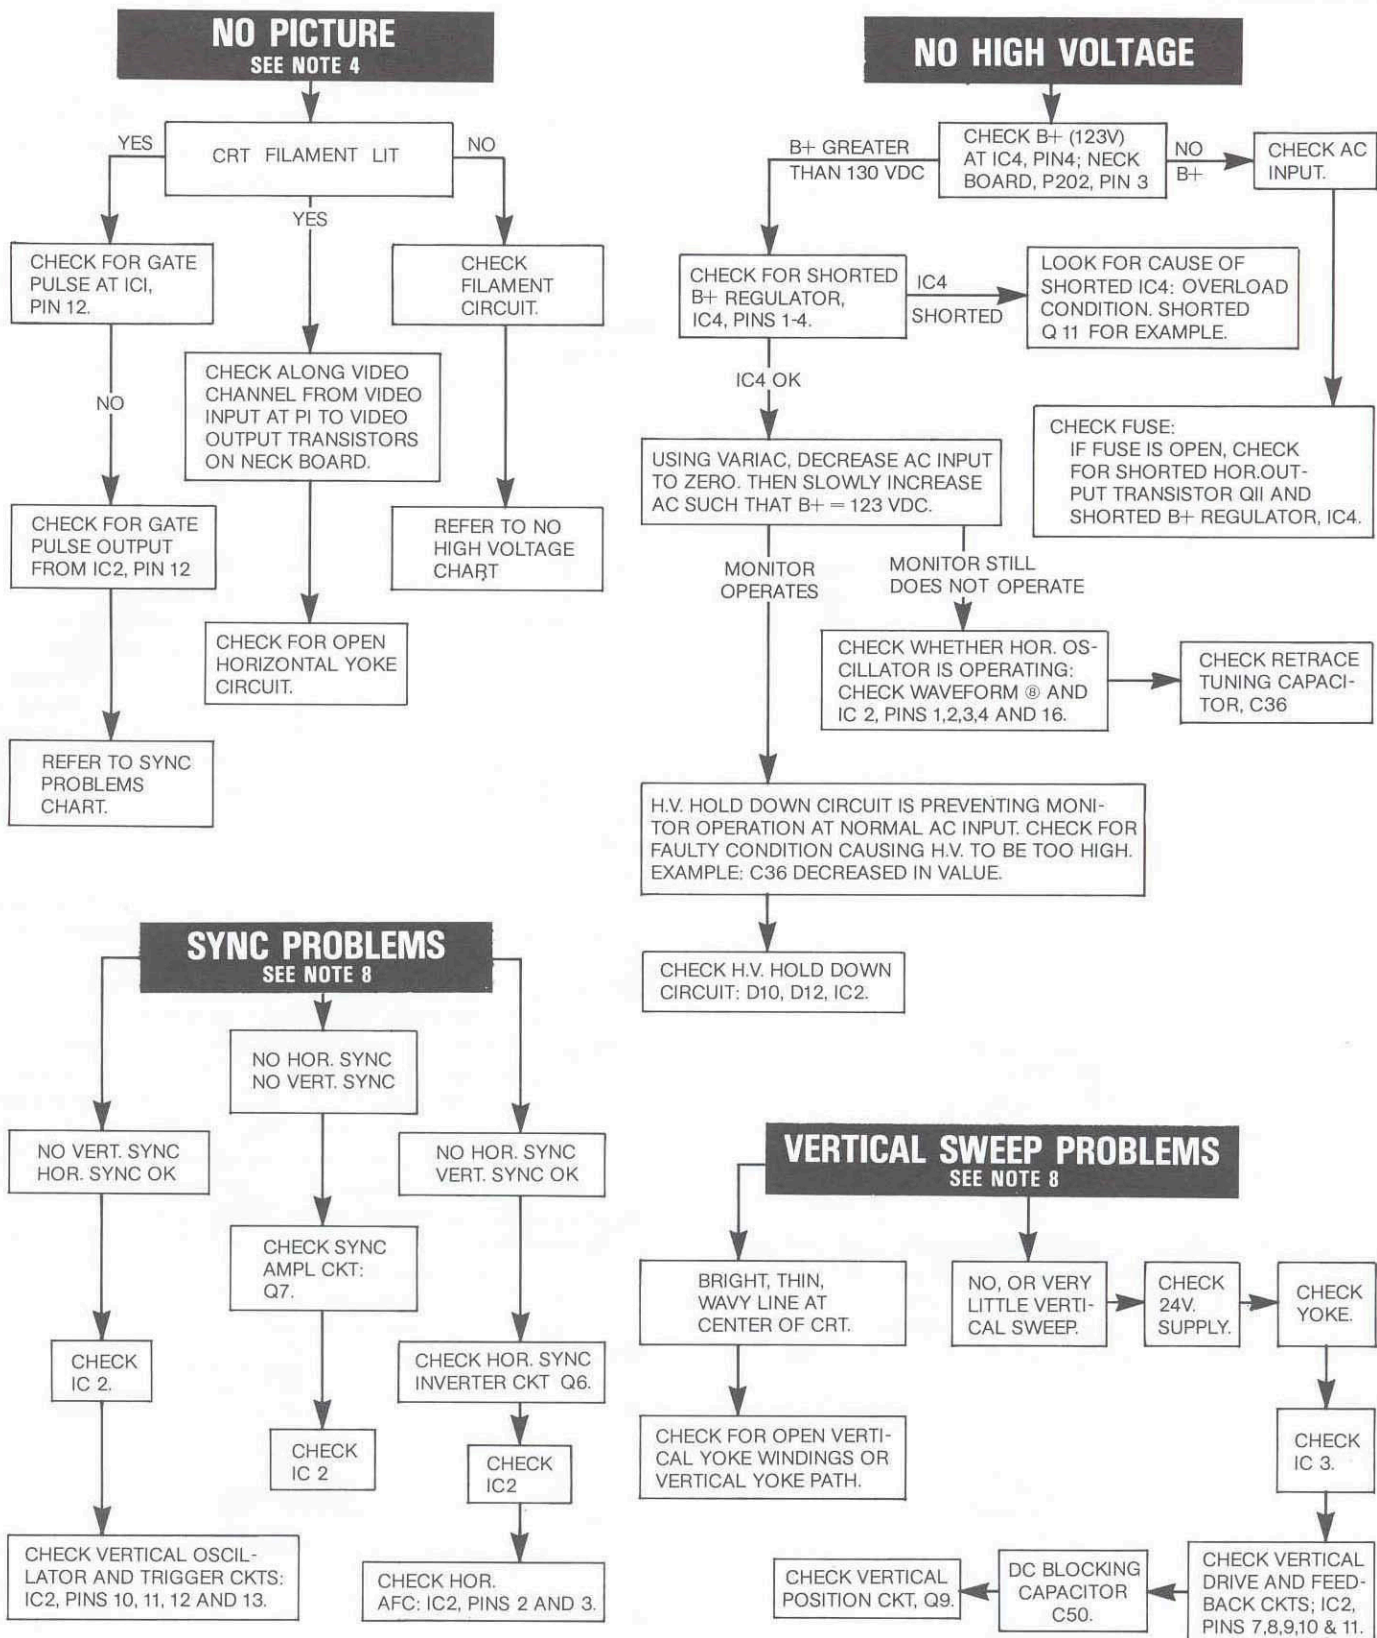 NO PICTURE
SEE NOTE 4
YES
CRT FILAMENT LIT
NO
YES
CHECK FOR GATE
PULSE AT ICI,
PIN 12.
CHECK
FILAMENT
CIRCUIT.
NO
CHECK ALONG VIDEO
CHANNEL FROM VIDEO
INPUT AT PI TO VIDEO
OUTPUT TRANSISTORS
ON NECK BOARD.
CHECK FOR GATE
PULSE OUTPUT
FROM IC2, PIN 12
REFER TO NO
HIGH VOLTAGE
CHART
CHECK FOR OPEN
HORIZONTAL YOKE
CIRCUIT.
REFER TO SYNC
PROBLEMS
CHART.
NO HIGH VOLTAGE
B+ GREATER
THAN 130 VDC
CHECK B+ (123V)
AT IC4, PIN4; NECK
BOARD, P202, PIN 3
NO
B+
CHECK AC
INPUT.
CHECK FOR SHORTED
B+ REGULATOR,
IC4, PINS 1-4.
IC4
SHORTED
LOOK FOR CAUSE OF
SHORTED IC4: OVERLOAD
CONDITION. SHORTED
Q 11 FOR EXAMPLE.
IC4 OK
CHECK FUSE:
IF FUSE IS OPEN, CHECK
FOR SHORTED HOR.OUT-
PUT TRANSISTOR QII AND
SHORTED B+ REGULATOR, IC4.
USING VARIAC, DECREASE AC INPUT
TO ZERO. THEN SLOWLY INCREASE
AC SUCH THAT B+ = 123 VDC.
MONITOR
OPERATES
MONITOR STILL
DOES NOT OPERATE
CHECK WHETHER HOR. OS-
CILLATOR IS OPERATING:
CHECK WAVEFORM ⑧ AND
IC 2, PINS 1,2,3,4 AND 16.
CHECK RETRACE
TUNING CAPACI-
TOR, C36
H.V. HOLD DOWN CIRCUIT IS PREVENTING MONI-
TOR OPERATION AT NORMAL AC INPUT. CHECK FOR
FAULTY CONDITION CAUSING H.V. TO BE TOO HIGH.
EXAMPLE: C36 DECREASED IN VALUE.
CHECK H.V. HOLD DOWN
CIRCUIT: D10, D12, IC2.
SYNC PROBLEMS
SEE NOTE 8
NO HOR. SYNC
NO VERT. SYNC
NO VERT. SYNC
HOR. SYNC OK
NO HOR. SYNC
VERT. SYNC OK
CHECK SYNC
AMPL CKT:
Q7.
CHECK
IC 2.
CHECK HOR. SYNC
INVERTER CKT Q6.
CHECK
IC 2
CHECK
IC2
CHECK VERTICAL OSCIL-
LATOR AND TRIGGER CKTS:
IC2, PINS 10, 11, 12 AND 13.
CHECK HOR.
AFC: IC2, PINS 2 AND 3.
VERTICAL SWEEP PROBLEMS
SEE NOTE 8
BRIGHT, THIN,
WAVY LINE AT
CENTER OF CRT.
NO, OR VERY
LITTLE VERTI-
CAL SWEEP.
CHECK
24V.
SUPPLY.
CHECK
YOKE.
CHECK FOR OPEN VERTI-
CAL YOKE WINDINGS OR
VERTICAL YOKE PATH.
CHECK
IC 3.
CHECK VERTICAL
DRIVE AND FEED-
BACK CKTS; IC2,
PINS 7,8,9,10 & 11.
DC BLOCKING
CAPACITOR
C50.
CHECK VERTICAL
POSITION CKT, Q9.